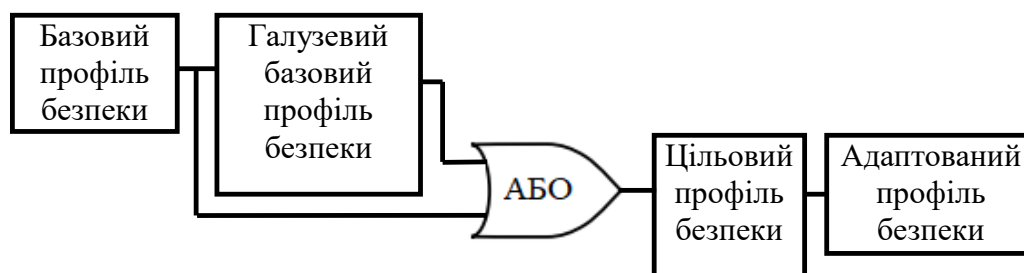 Базовий
профіль
безпеки
Галузевий
базовий
профіль
безпеки
АБО
Цільовий
профіль
безпеки
Адаптований
профіль
безпеки